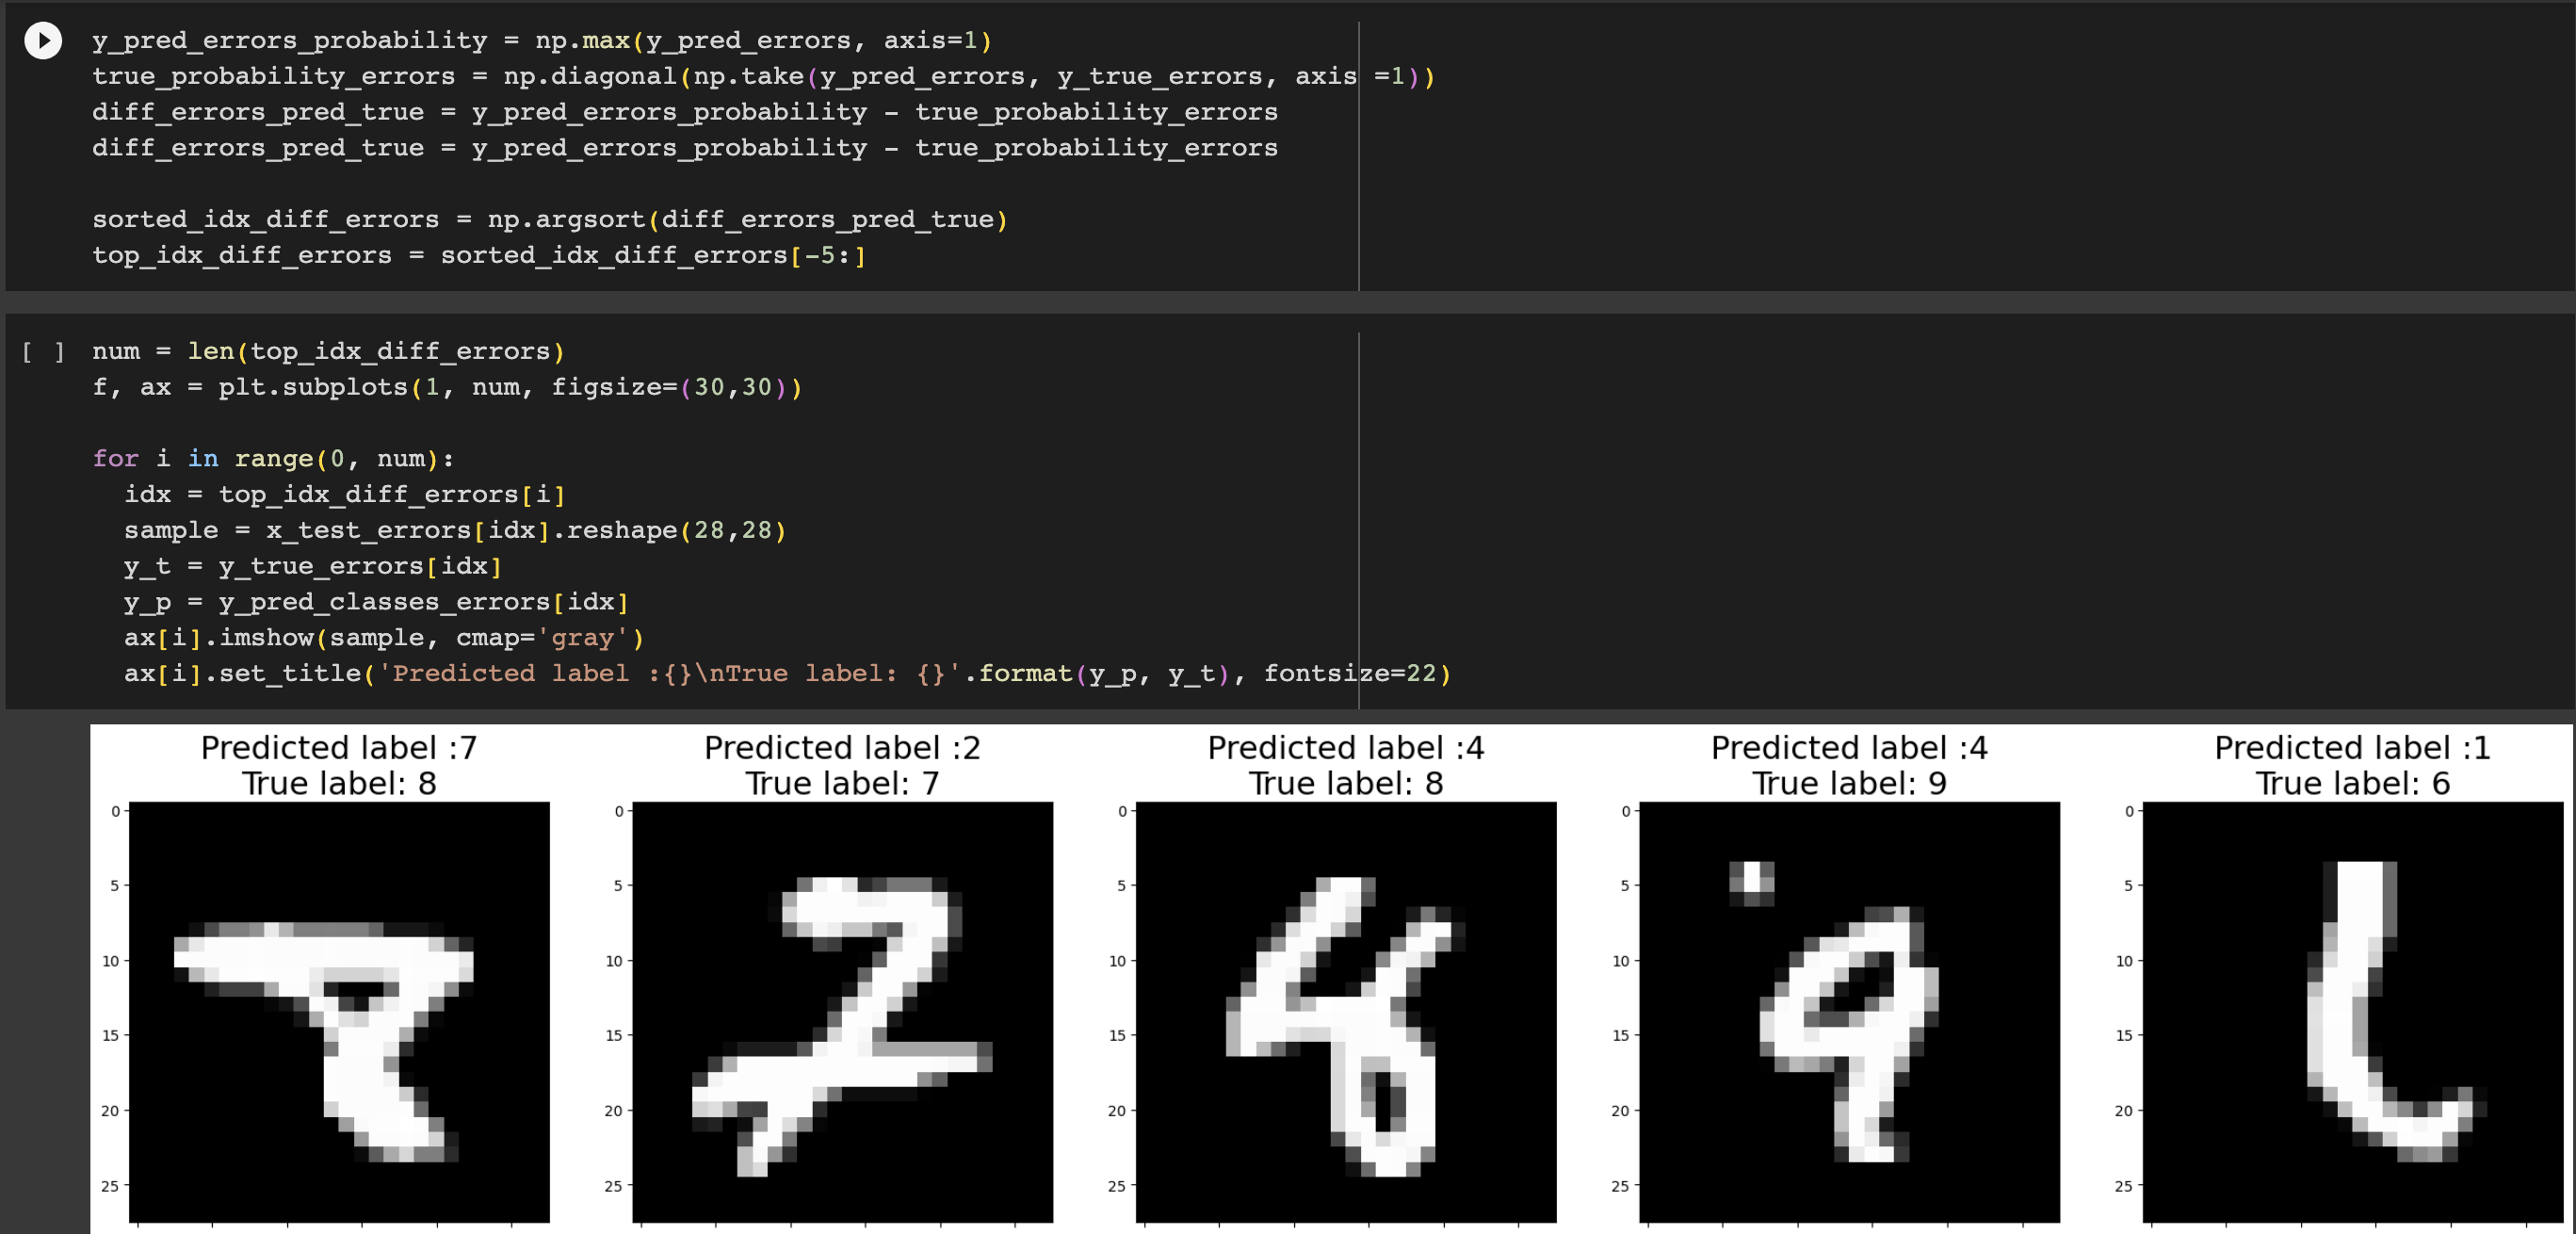 y_pred_errors_probability = np.max(y_pred_errors, axis=1)
true_probability_errors = np.diagonal(np.take(y_pred_errors, y_true_errors, axis =1))
diff_errors_pred_true = y_pred_errors_probability - true_probability_errors
diff_errors_pred_true = y_pred_errors_probability - true_probability_errors
sorted_idx_diff_errors = np.argsort(diff_errors_pred_true)
top_idx_diff_errors = sorted_idx_diff_errors[-5:]
[ ] num = len(top_idx_diff_errors)
f, ax = plt.subplots(1, num, figsize=(30,30))
for i in range(0, num):
idx = top_idx_diff_errors[i]
sample = x_test_errors[idx].reshape(28,28)
y_t = y_true_errors[idx]
y_p = y_pred_classes_errors[idx]
ax[i].imshow(sample, cmap='gray')
ax[i].set_title('Predicted label :{}\nTrue label: {}'.format(y_p, y_t), fontsize=22)
Predicted label :7
True label: 8
0
5
10
15
20
25
Predicted label :2
True label: 7
0
5
10
15
20
25
Predicted label :4
True label: 8
0
5
10
15
20
25
Predicted label :4
True label: 9
0
5
10
15
20
25
Predicted label :1
True label: 6
0
5
10
15
20
25